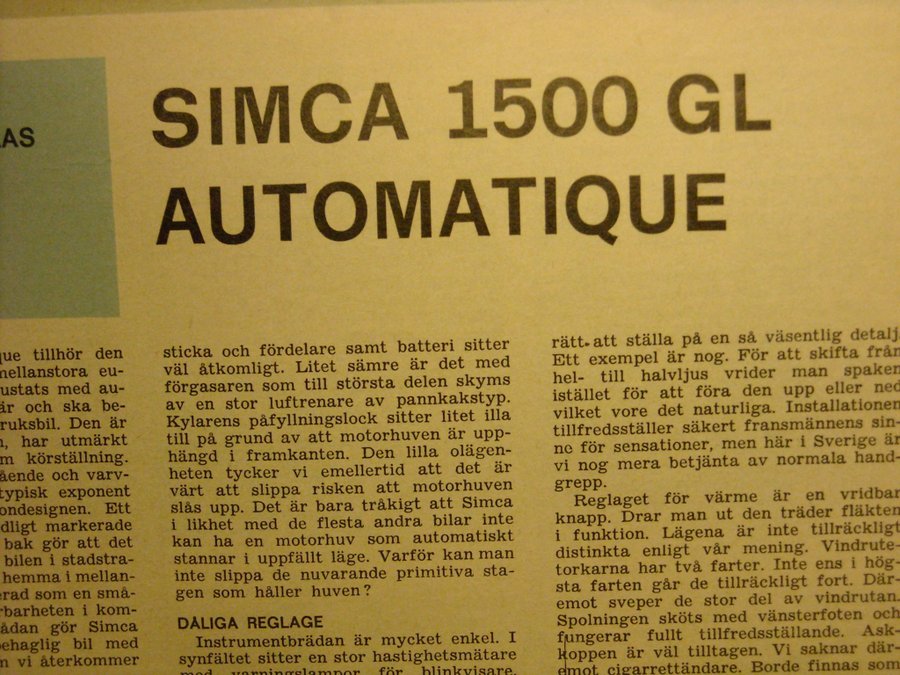 AS
SIMCA 1500 GL
AUTOMATIQUE
que tillhör den
mellanstora eu-
ustats med au-
är och ska be-
ruksbil. Den är
har utmärkt
m körställning.
ående och varv-
typisk exponent
ondesignen. Ett
dligt markerade
bak gör att det
bilen i stadstra-
hemma i mellan-
erad som en små-
rbarheten i kom-
ådan gör Simca
behaglig bil med
n vi återkommer
sticka och fördelare samt batteri sitter
väl åtkomligt. Litet sämre är det med
förgasaren som till största delen skyms
av en stor luftrenare av pannkakstyp.
Kylarens påfyllningslock sitter litet illa
till på grund av att motorhuven är upp-
hängd i framkanten. Den lilla olägen-
heten tycker vi emellertid att det är
värt att slippa risken att motorhuven
slås upp. Det är bara tråkigt att Simca
i likhet med de flesta andra bilar inte
kan ha en motorhuv som automatiskt
stannar i uppfällt läge. Varför kan man
inte slippa de nuvarande primitiva sta-
gen som håller huven?
DÅLIGA REGLAGE
Instrumentbrädan är mycket enkel. I
synfältet sitter en stor hastighetsmätare
med varningslampor för blinkvisare,
rätt att ställa på en så väsentlig detalj.
Ett exempel är nog. För att skifta från
hel- till halvljus vrider man spaken
istället för att föra den upp eller ned
vilket vore det naturliga. Installationen
tillfredsställer säkert fransmännens sin-
ne för sensationer, men här i Sverige är
vi nog mera betjänta av normala hand-
grepp.
Reglaget för värme är en vridbar
knapp. Drar man ut den träder fläkten
i funktion. Lägena är inte tillräckligt
distinkta enligt vår mening. Vindrute-
torkarna har två farter. Inte ens i hög-
sta farten går de tillräckligt fort. Där-
emot sveper de stor del av vindrutan.
Spolningen sköts med vänsterfoten och
fungerar fullt tillfredsställande. Ask-
koppen är väl tilltagen. Vi saknar där-
emot cigarrettändare. Borde finnas som